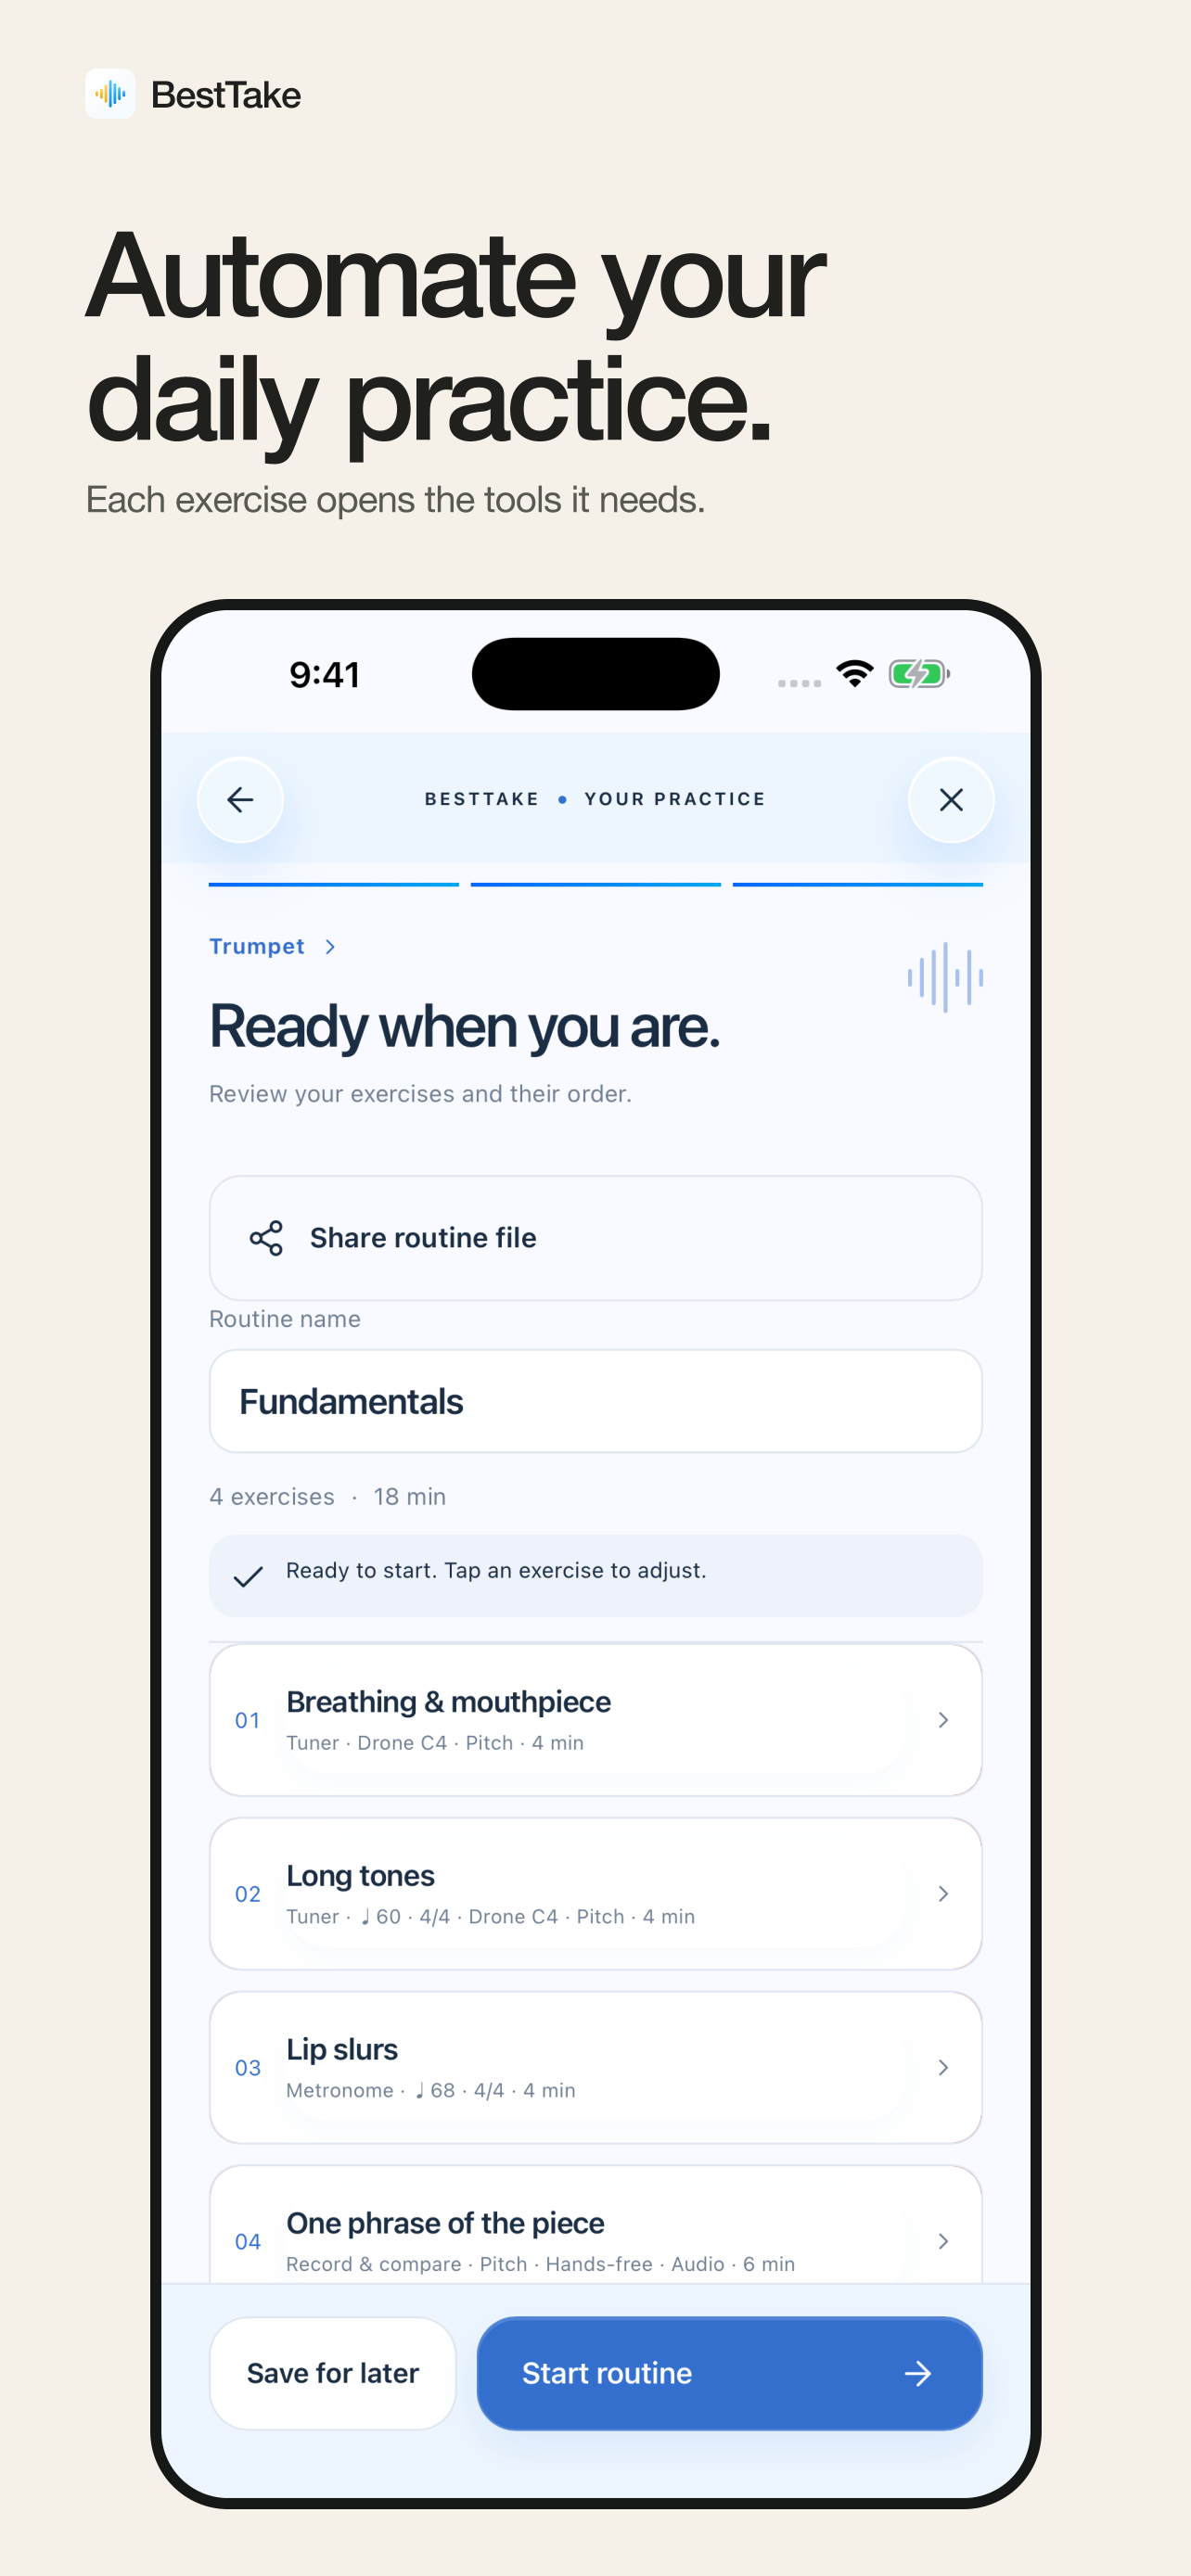 BestTake
Automate your
daily practice.
Each exercise opens the tools it needs.
9:41
BESTTAKE • YOUR PRACTICE
Trumpet
Ready when you are.
Review your exercises and their order.
Share routine file
Routine name
Fundamentals
4 exercises · 18 min
Ready to start. Tap an exercise to adjust.
01
Breathing & mouthpiece
Tuner · Drone C4 · Pitch · 4 min
02
Long tones
Tuner · ♩ 60 · 4/4 · Drone C4 · Pitch · 4 min
03
Lip slurs
Metronome · ♩ 68 · 4/4 · 4 min
04
One phrase of the piece
Record & compare · Pitch · Hands-free · Audio · 6 min
Save for later
Start routine